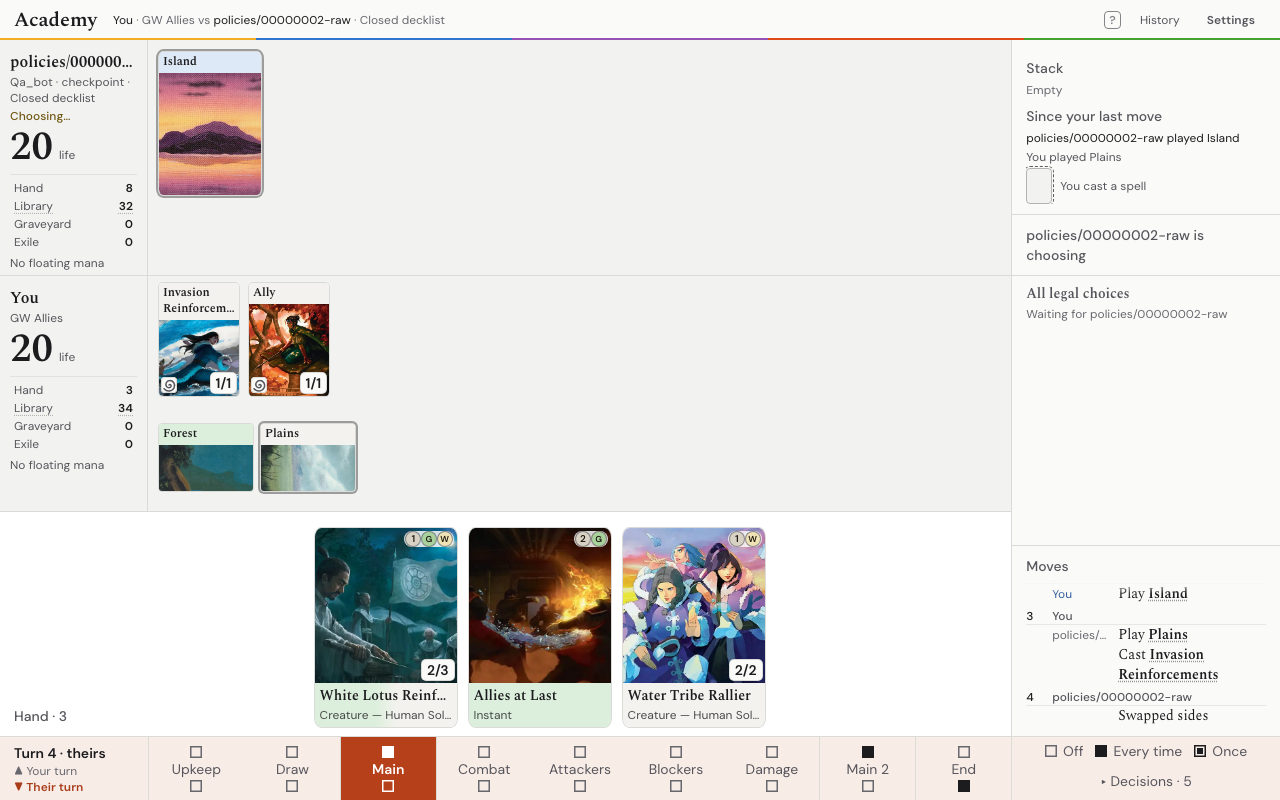 Academy You · GW Allies vs policies/00000002-raw · Closed decklist ? History Settings
policies/000000…
Qa_bot · checkpoint ·
Closed decklist
Choosing…
20 life
Hand 8
Library 32
Graveyard 0
Exile 0
No floating mana
Island
You
GW Allies
20 life
Hand 3
Library 34
Graveyard 0
Exile 0
No floating mana
Invasion
Reinforcem…
1/1
Ally
1/1
Forest
Plains
Stack
Empty
Since your last move
policies/00000002-raw played Island
You played Plains
You cast a spell
policies/00000002-raw is
choosing
All legal choices
Waiting for policies/00000002-raw
Moves
You Play Island
3 You
policies/… Play Plains
Cast Invasion
Reinforcements
4 policies/00000002-raw
Swapped sides
Hand · 3
1 G W
2/3
White Lotus Reinf…
Creature — Human Sol…
2 G
Allies at Last
Instant
1 W
2/2
Water Tribe Rallier
Creature — Human Sol…
Turn 4 · theirs
▲ Your turn
▼ Their turn
Upkeep
Draw
Main
Combat
Attackers
Blockers
Damage
Main 2
End
Off Every time Once
▸ Decisions · 5